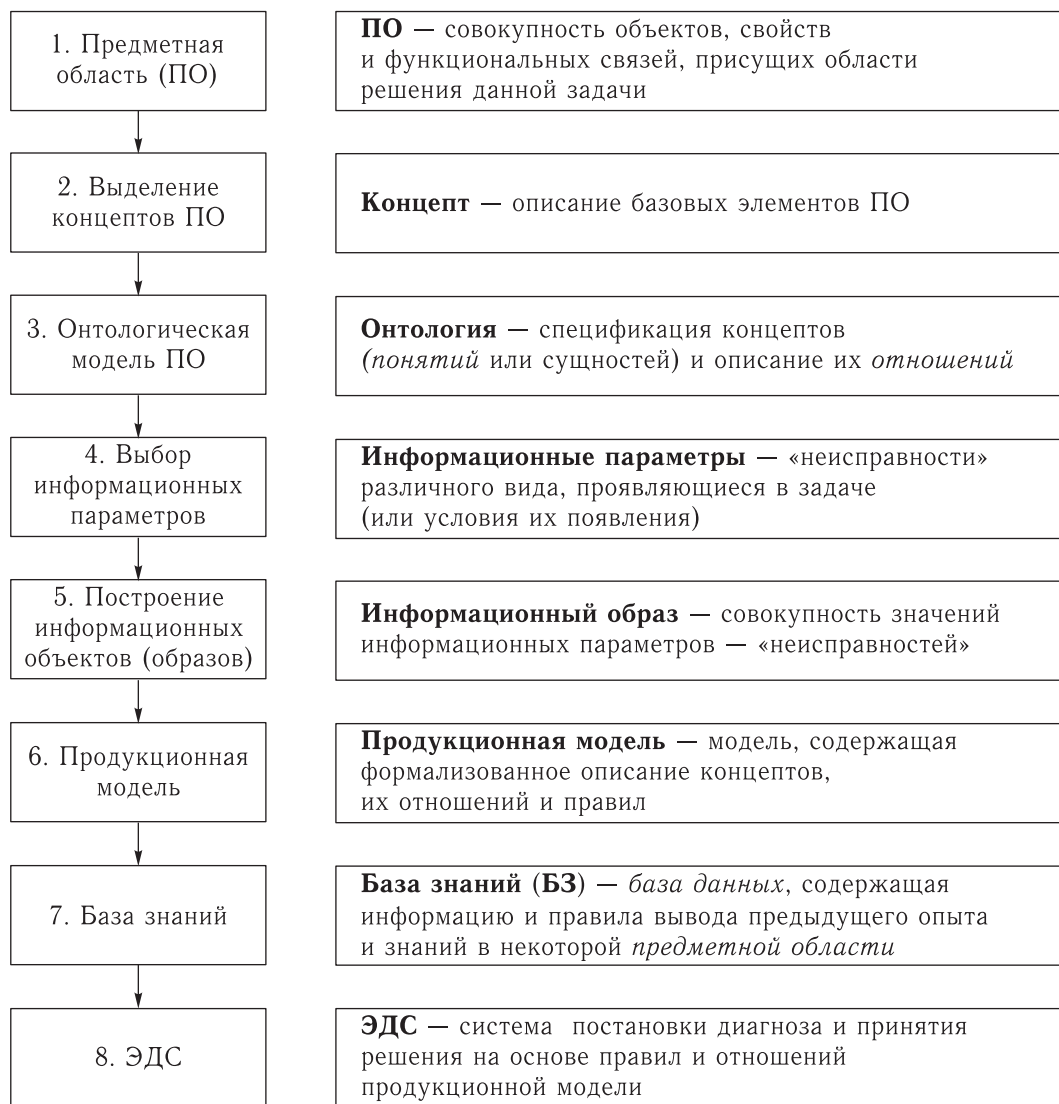 1. Предметная
область (ПО)
ПО — совокупность объектов, свойств
и функциональных связей, присущих области
решения данной задачи
2. Выделение
концептов ПО
Концепт — описание базовых элементов ПО
3. Онтологическая
модель ПО
Онтология — спецификация концептов
(понятий или сущностей) и описание их отношений
4. Выбор
информационных
параметров
Информационные параметры — «неисправности»
различного вида, проявляющиеся в задаче
(или условия их появления)
5. Построение
информационных
объектов (образов)
Информационный образ — совокупность значений
информационных параметров — «неисправностей»
6. Продукционная
модель
Продукционная модель — модель, содержащая
формализованное описание концептов,
их отношений и правил
7. База знаний
База знаний (БЗ) — база данных, содержащая
информацию и правила вывода предыдущего опыта
и знаний в некоторой предметной области
8. ЭДС
ЭДС — система постановки диагноза и принятия
решения на основе правил и отношений
продукционной модели